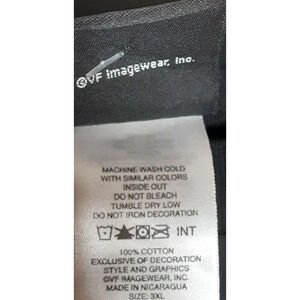 ©VF Imagewear, Inc.
MACHINE WASH COLD
WITH SIMILAR COLORS
INSIDE OUT
DO NOT BLEACH
TUMBLE DRY LOW
DO NOT IRON DECORATION
INT
100% COTTON
EXCLUSIVE OF DECORATION
STYLE AND GRAPHICS
©VF IMAGEWEAR, INC.
MADE IN NICARAGUA
SIZE: 3XL